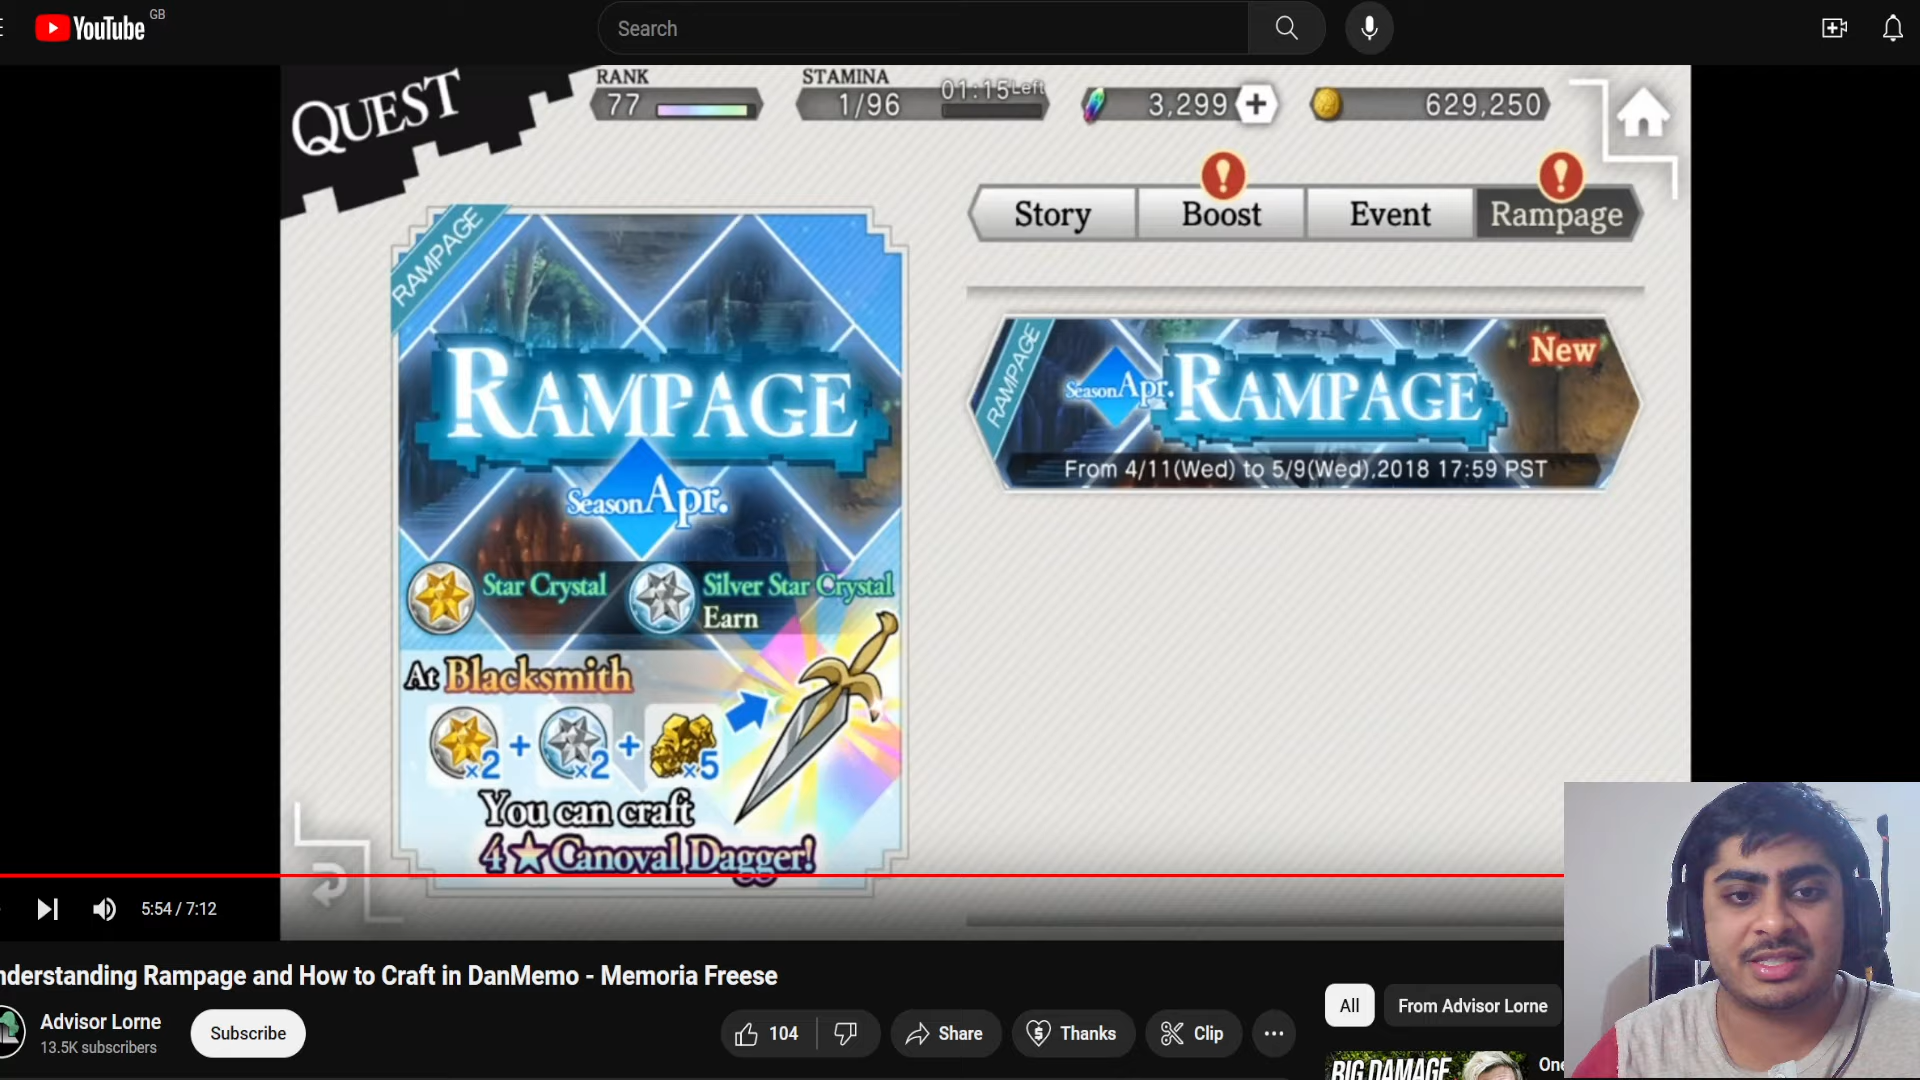 YouTube GB
Search
QUEST
RANK
77
STAMINA
1/96
01:15Left
3,299
629,250
Story
Boost
Event
Rampage
RAMPAGE
RAMPAGE
Season Apr.
Star Crystal
Silver Star Crystal
Earn
At Blacksmith
×2 + ×2 + ×5
You can craft
4★Canoval Dagger!
RAMPAGE
Season Apr. RAMPAGE
New
From 4/11(Wed) to 5/9(Wed),2018 17:59 PST
5:54 / 7:12
nderstanding Rampage and How to Craft in DanMemo - Memoria Freese
Advisor Lorne
13.5K subscribers
Subscribe
104
Share
Thanks
Clip
All
From Advisor Lorne
BIG DAMAGE
One